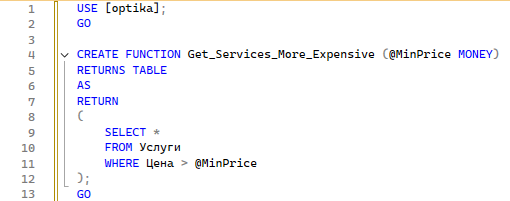 1 USE [optika];
2 GO
3
4 CREATE FUNCTION Get_Services_More_Expensive (@MinPrice MONEY)
5 RETURNS TABLE
6 AS
7 RETURN
8 (
9 SELECT *
10 FROM Услуги
11 WHERE Цена > @MinPrice
12 );
13 GO